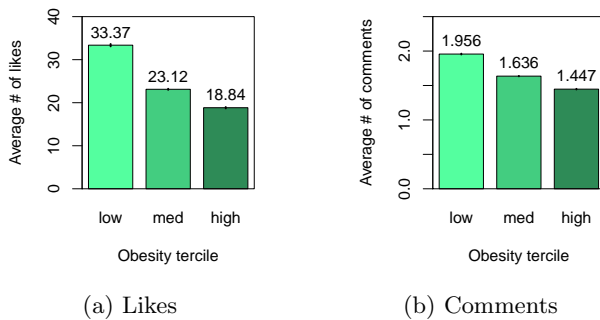 Average # of likes
40
30
20
10
0
33.37
23.12
18.84
low med high
Obesity tercile
(a) Likes
Average # of comments
2.0
1.0
0.0
1.956
1.636
1.447
low med high
Obesity tercile
(b) Comments